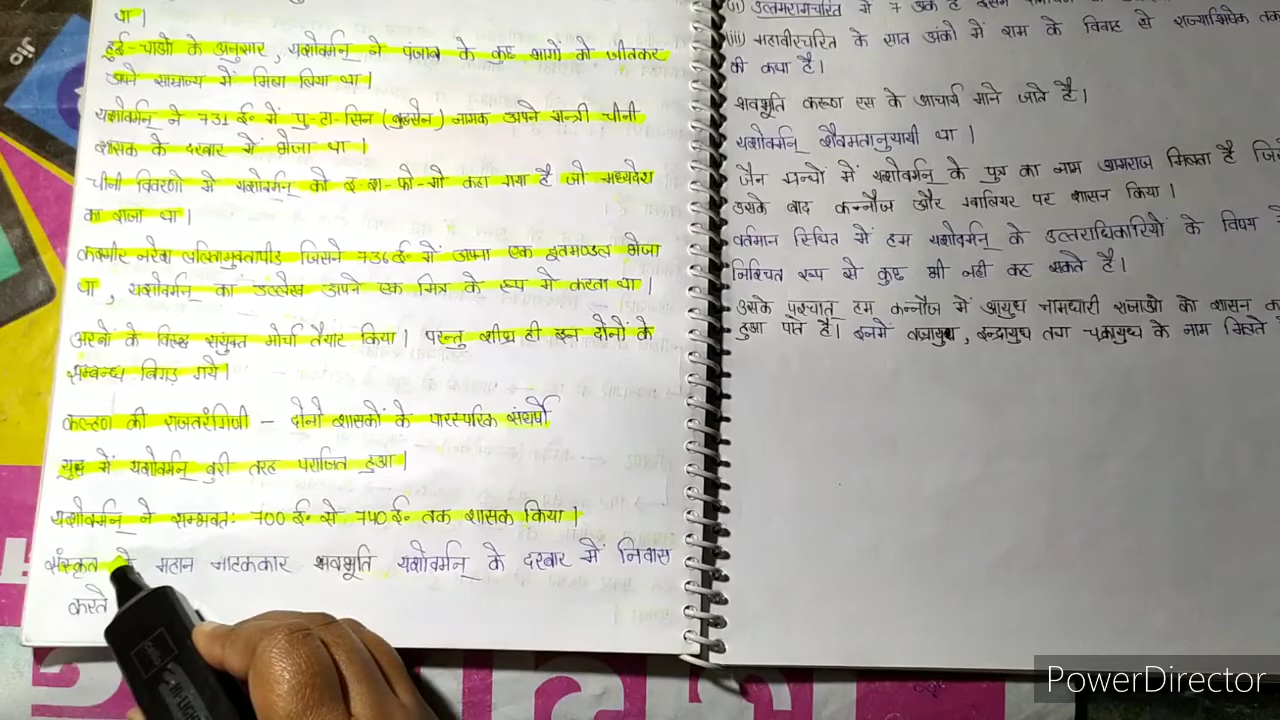 था।
हुई-चाओ के अनुसार, यशोवर्मन् ने पंजाब के कुछ भागों को जीतकर
अपने साम्राज्य में मिला लिया था।
यशोवर्मन् ने 731 ई॰ में पु-टा-सिन (बुद्धसेन) नामक अपने मन्त्री चीनी
शासक के दरबार में भेजा था।
चीनी विवरणो में यशोवर्मन् को इ-श-फो-मो कहा गया है जो मध्यदेश
का राजा था।
कश्मीर नरेश ललितामुक्तापीड जिसने 736 ई॰ में अपना एक दूतमण्डल भेजा
था, यशोवर्मन् का उल्लेख अपने एक मित्र के रूप मे करता था।
अरबों के विरुद्ध संयुक्त मोर्चा तैयार किया। परन्तु शीघ्र ही इन दोनों के
सम्बन्ध बिगड़ गये।
कल्हण की राजतरंगिणी - दोनो शासकों के पारस्परिक संघर्षो
युद्ध में यशोवर्मन् बुरी तरह पराजित हुआ।
यशोवर्मन् ने सम्भवतः 700 ई॰ से 740 ई॰ तक शासक किया।
संस्कृत के महान नाटककार भवभूति यशोवर्मन् के दरबार में निवास
करते
(ii) उत्तमरामचरित में 7 अंक है
(iii) महावीरचरित के सात अंको में राम के विवाह से राज्याभिषेक तक
की कथा है।
भवभूति करुण रस के आचार्य माने जाते है।
यशोवर्मन् शैवमतानुयायी था।
जैन ग्रन्थों में यशोवर्मन् के पुत्र का नाम आमराज मिलता है
उसके बाद कन्नौज और ग्वालियर पर शासन किया।
वर्तमान स्थिति में हम यशोवर्मन् के उत्तराधिकारियों के विषय
निश्चित रूप से कुछ भी नही कह सकते है।
उसके पश्चात् हम कन्नौज में आयुध नामधारी राजाओ को शासन
हुआ पाते है। इनमे वज्रायुध, इन्द्रायुध तथा चक्रायुध के नाम मिलते
PowerDirector